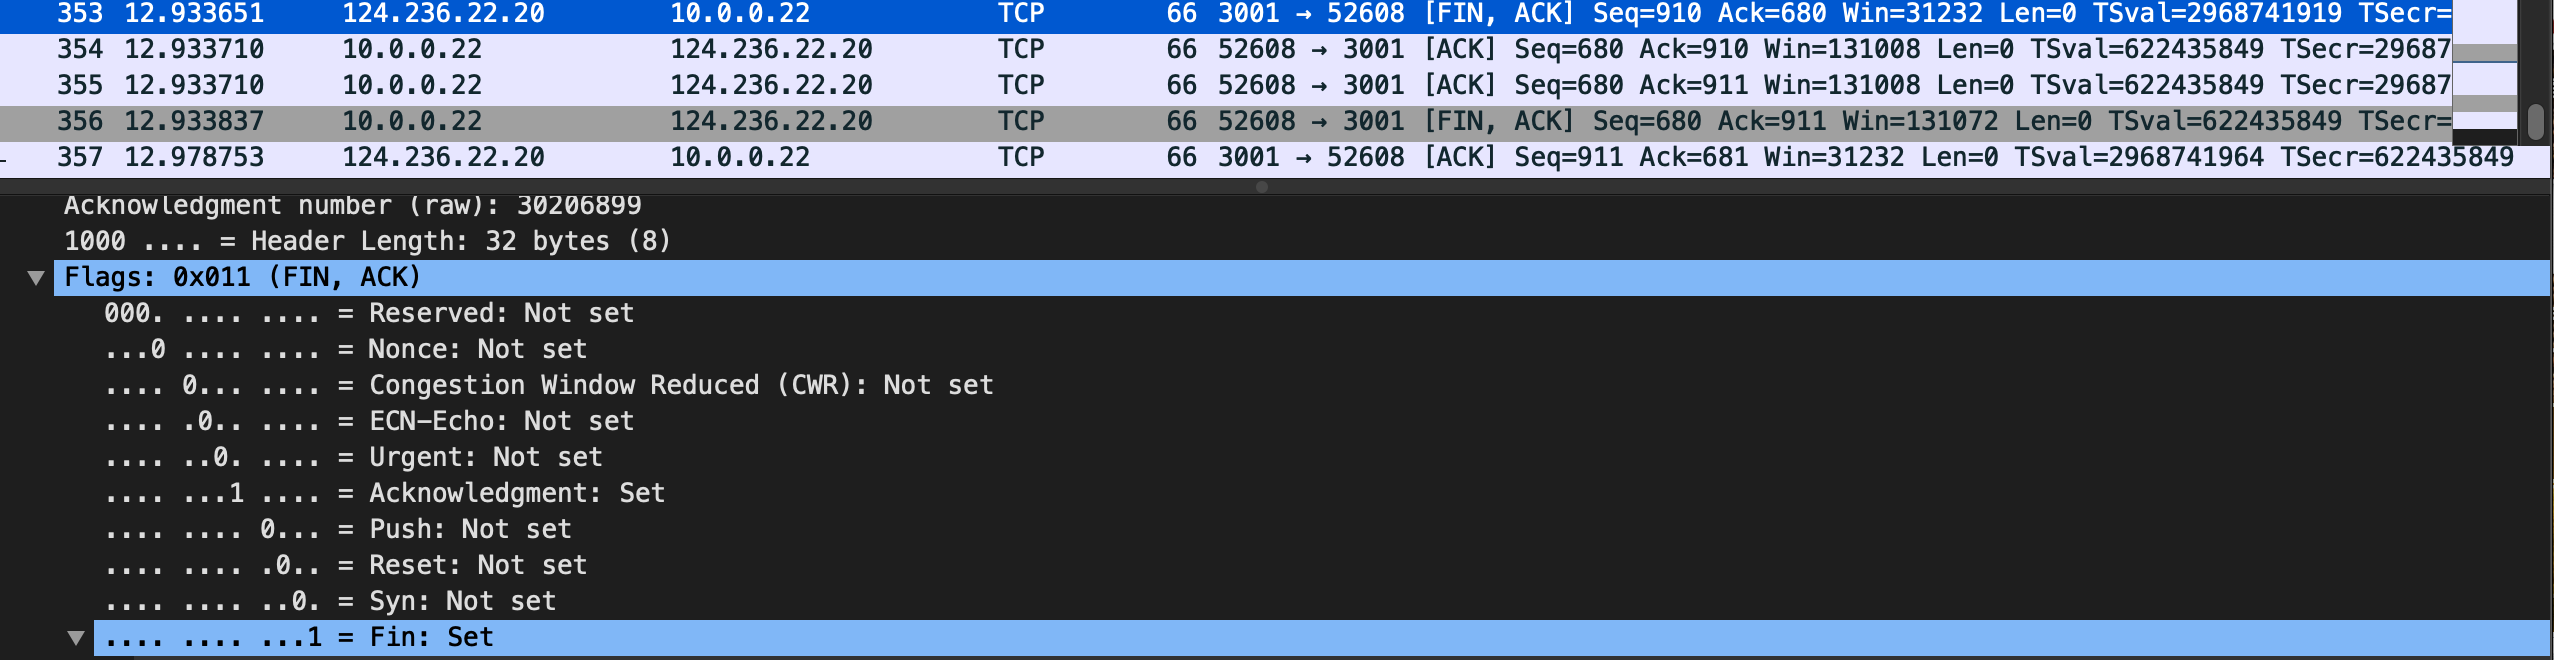 353 12.933651 124.236.22.20 10.0.0.22 TCP 66 3001 → 52608 [FIN, ACK] Seq=910 Ack=680 Win=31232 Len=0 TSval=2968741919 TSecr=
354 12.933710 10.0.0.22 124.236.22.20 TCP 66 52608 → 3001 [ACK] Seq=680 Ack=910 Win=131008 Len=0 TSval=622435849 TSecr=29687
355 12.933710 10.0.0.22 124.236.22.20 TCP 66 52608 → 3001 [ACK] Seq=680 Ack=911 Win=131008 Len=0 TSval=622435849 TSecr=29687
356 12.933837 10.0.0.22 124.236.22.20 TCP 66 52608 → 3001 [FIN, ACK] Seq=680 Ack=911 Win=131072 Len=0 TSval=622435849 TSecr=
357 12.978753 124.236.22.20 10.0.0.22 TCP 66 3001 → 52608 [ACK] Seq=911 Ack=681 Win=31232 Len=0 TSval=2968741964 TSecr=622435849
Acknowledgment number (raw): 30206899
1000 .... = Header Length: 32 bytes (8)
Flags: 0x011 (FIN, ACK)
000. .... .... = Reserved: Not set
...0 .... .... = Nonce: Not set
.... 0... .... = Congestion Window Reduced (CWR): Not set
.... .0.. .... = ECN-Echo: Not set
.... ..0. .... = Urgent: Not set
.... ...1 .... = Acknowledgment: Set
.... .... 0... = Push: Not set
.... .... .0.. = Reset: Not set
.... .... ..0. = Syn: Not set
.... .... ...1 = Fin: Set